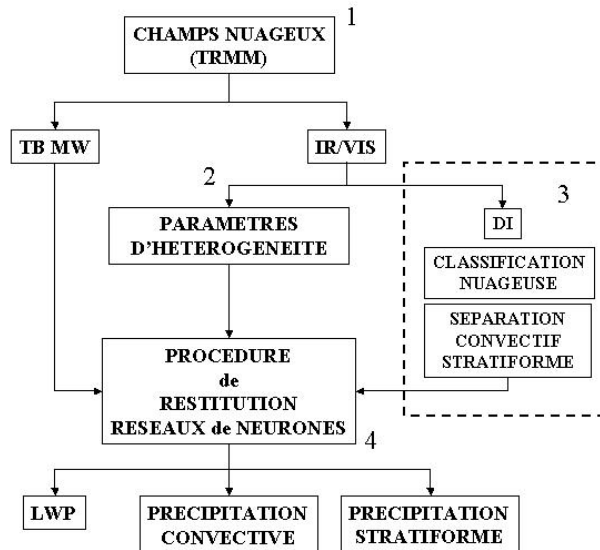 1
CHAMPS NUAGEUX
(TRMM)
TB MW
IR/VIS
2
3
PARAMETRES
D'HETEROGENEITE
DI
CLASSIFICATION
NUAGEUSE
SEPARATION
CONVECTIF
STRATIFORME
PROCEDURE
de
RESTITUTION
RESEAUX de NEURONES
4
LWP
PRECIPITATION
CONVECTIVE
PRECIPITATION
STRATIFORME